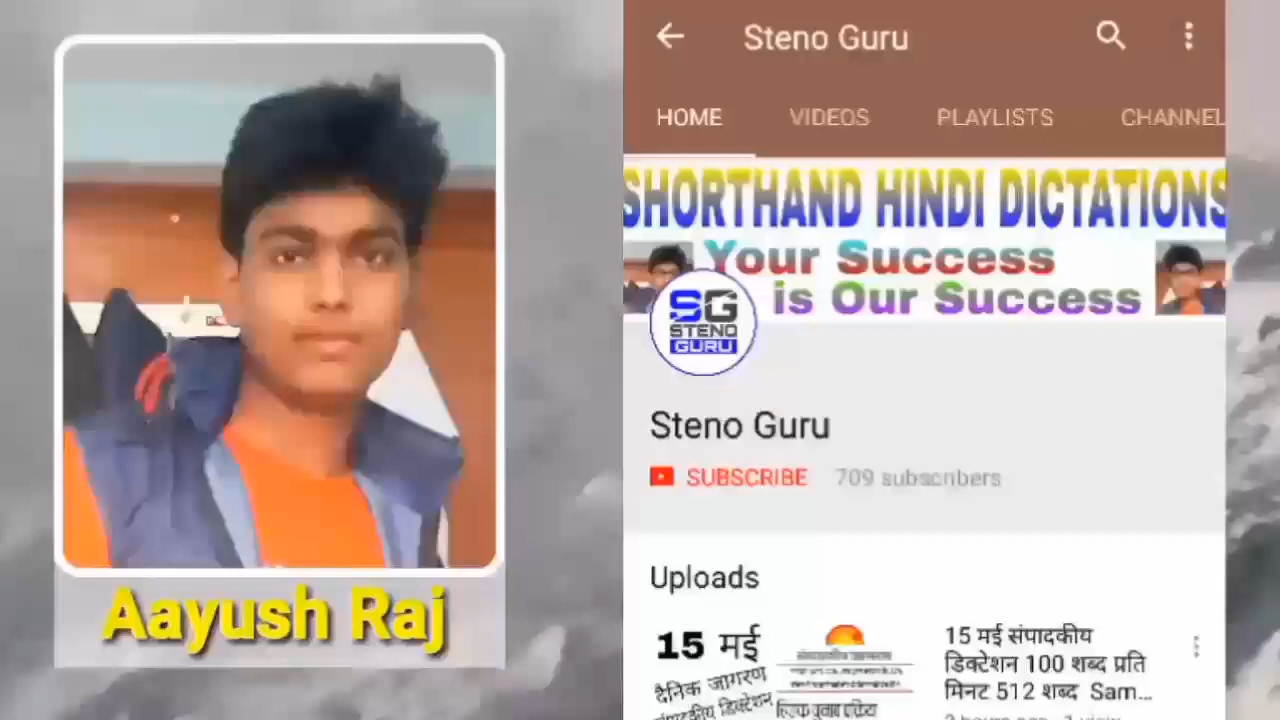 Aayush Raj
Steno Guru
HOME VIDEOS PLAYLISTS CHANNEL
SHORTHAND HINDI DICTATIONS
Your Success
is Our Success
SG
STENO
GURU
Steno Guru
SUBSCRIBE 709 subscribers
Uploads
15 मई
दैनिक जागरण
संपादकीय डिक्टेशन
15 मई संपादकीय
डिक्टेशन 100 शब्द प्रति
मिनट 512 शब्द Sam...